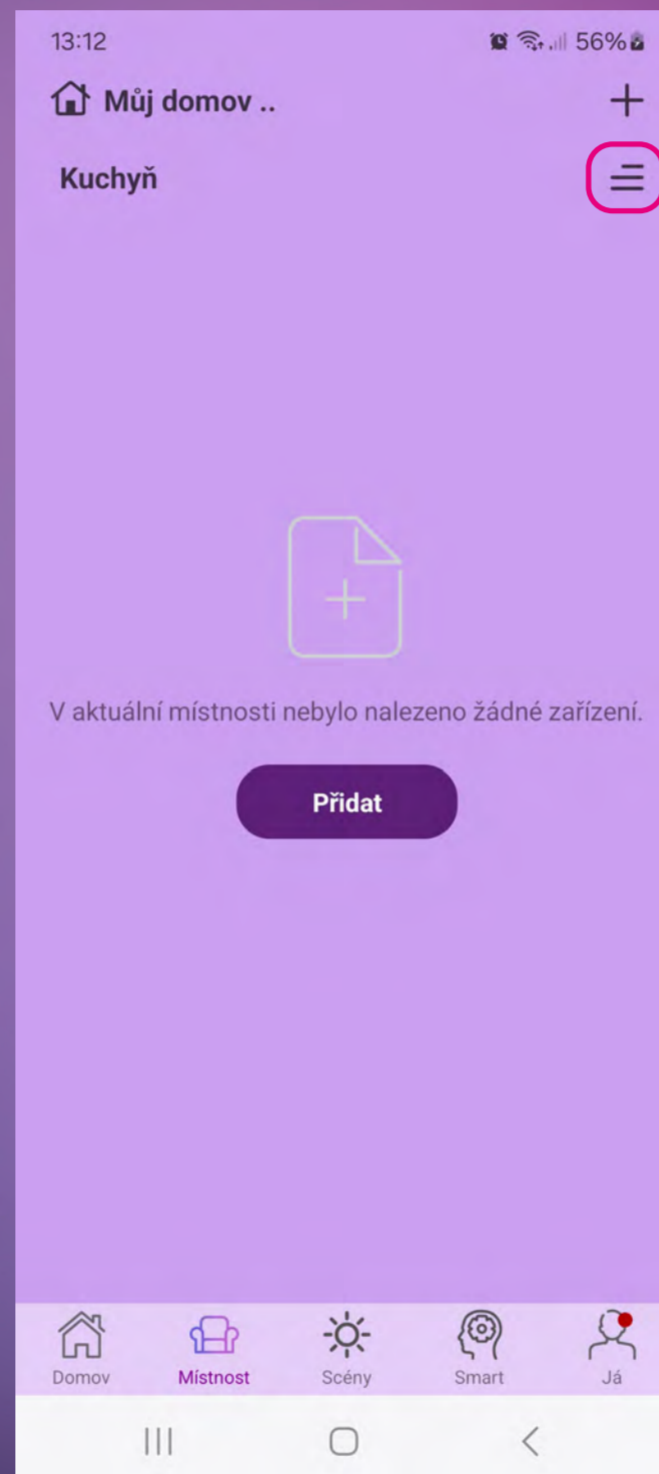 13:12
56%
Můj domov ..
Kuchyň
V aktuální místnosti nebylo nalezeno žádné zařízení.
Přidat
Domov
Místnost
Scény
Smart
Já